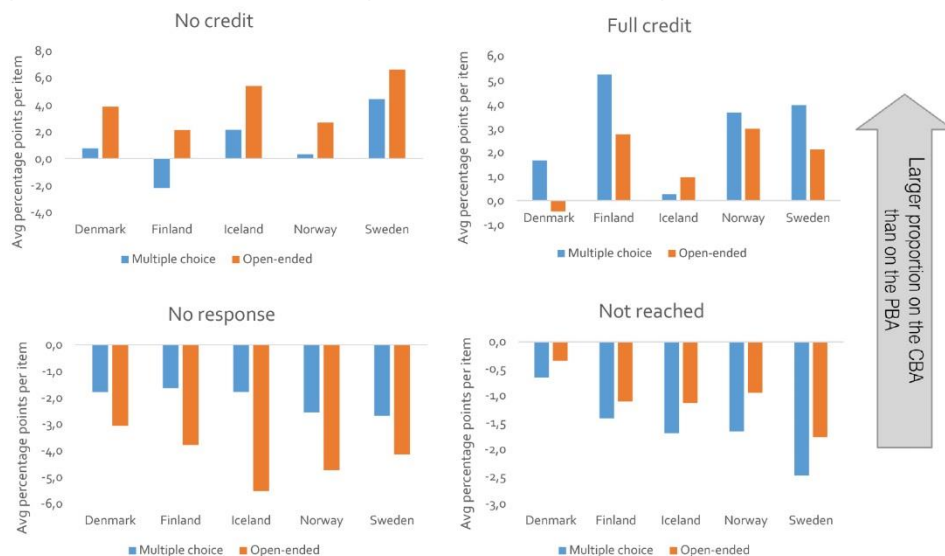 No credit
Avg percentage points per item
8,0
6,0
4,0
2,0
0,0
-2,0
-4,0
Denmark Finland Iceland Norway Sweden
Multiple choice Open-ended
Full credit
Avg percentage points per item
6,0
5,0
4,0
3,0
2,0
1,0
0,0
-1,0
Denmark Finland Iceland Norway Sweden
Multiple choice Open-ended
Larger proportion on the CBA
than on the PBA
No response
Avg percentage points per item
0,0
-1,0
-2,0
-3,0
-4,0
-5,0
-6,0
Denmark Finland Iceland Norway Sweden
Multiple choice Open-ended
Not reached
Avg percentage points per item
0,0
-0,5
-1,0
-1,5
-2,0
-2,5
-3,0
Denmark Finland Iceland Norway Sweden
Multiple choice Open-ended